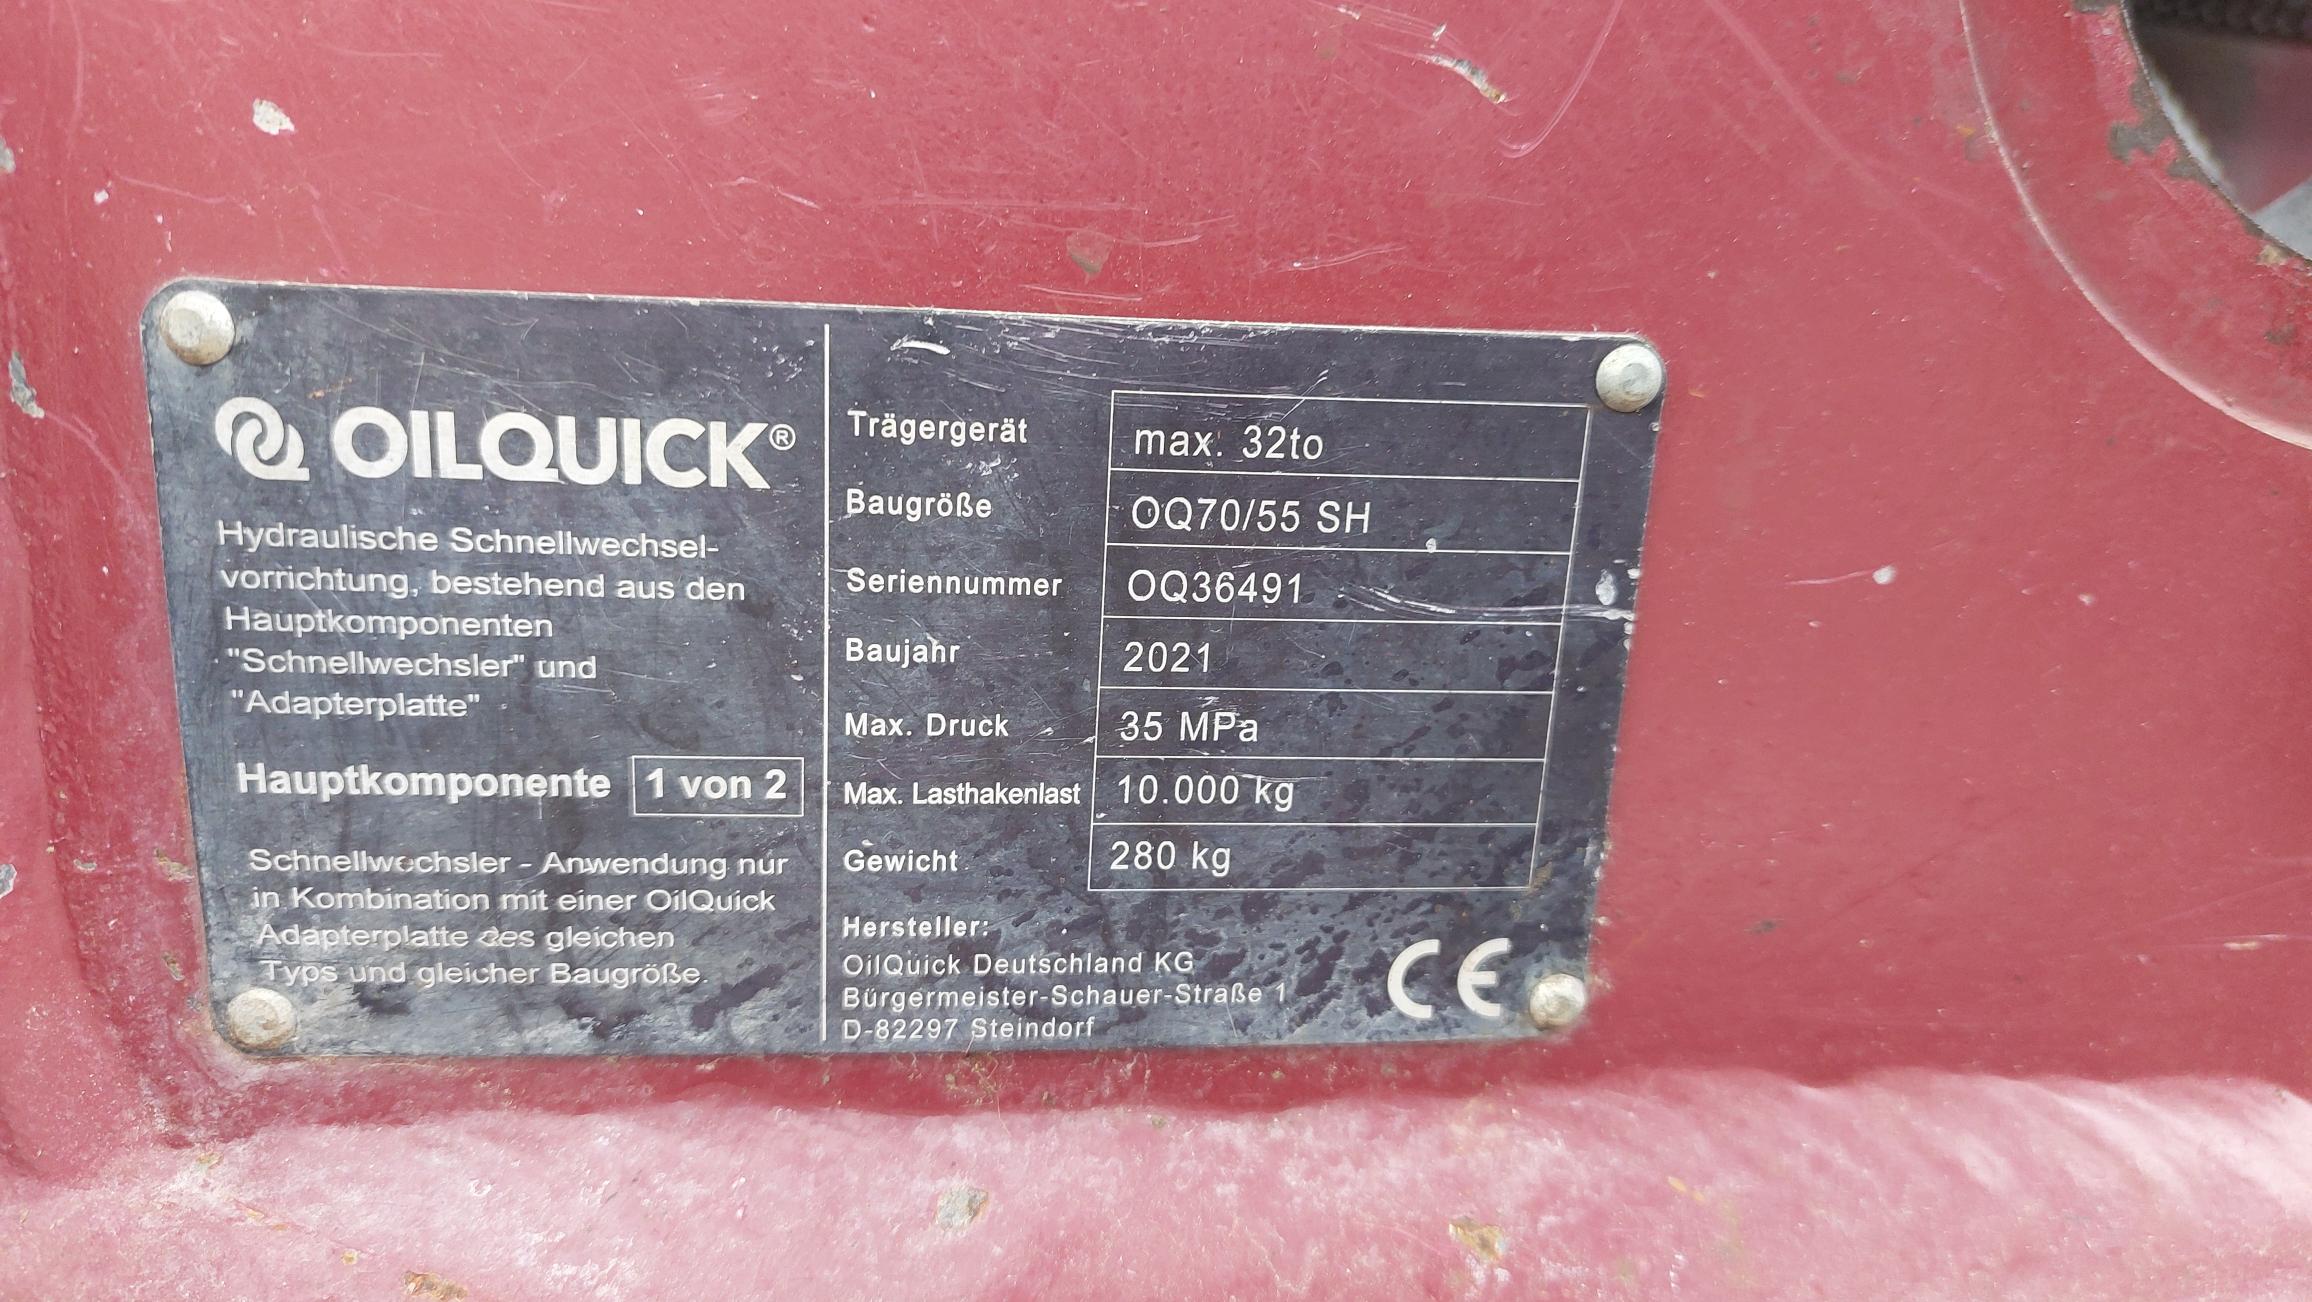 OILQUICK®
Hydraulische Schnellwechsel-
vorrichtung, bestehend aus den
Hauptkomponenten
"Schnellwechsler" und
"Adapterplatte"
Hauptkomponente 1 von 2
Schnellwechsler - Anwendung nur
in Kombination mit einer OilQuick
Adapterplatte des gleichen
Typs und gleicher Baugröße.
Trägergerät max. 32to
Baugröße OQ70/55 SH
Seriennummer OQ36491
Baujahr 2021
Max. Druck 35 MPa
Max. Lasthakenlast 10.000 kg
Gewicht 280 kg
Hersteller:
OilQuick Deutschland KG
Bürgermeister-Schauer-Straße 1
D-82297 Steindorf
CE